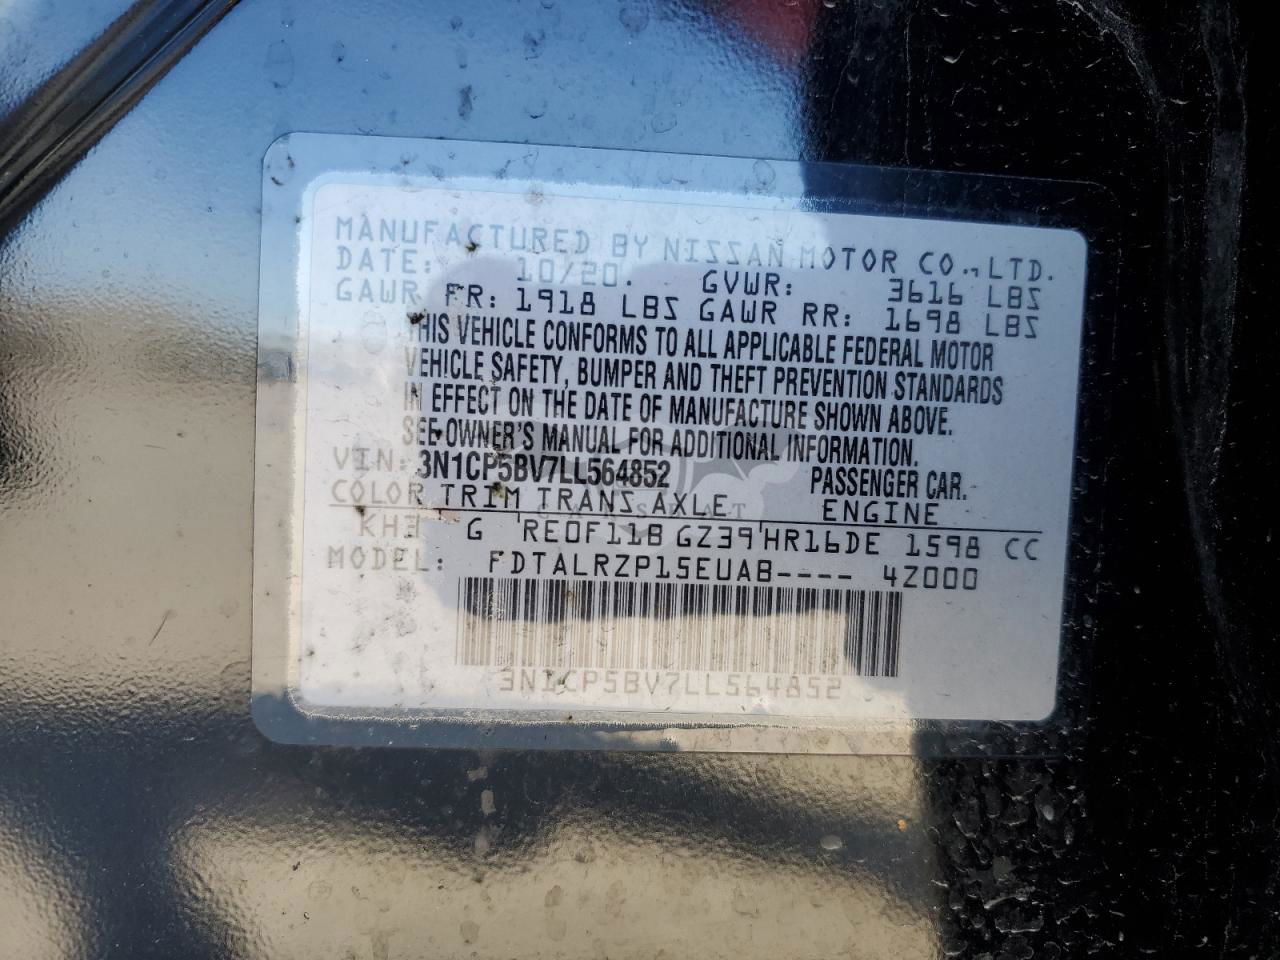 MANUFACTURED BY NISSAN MOTOR CO., LTD.
DATE: 10/20. GVWR: 3616 LBS
GAWR FR: 1918 LBS GAWR RR: 1698 LBS
THIS VEHICLE CONFORMS TO ALL APPLICABLE FEDERAL MOTOR
VEHICLE SAFETY, BUMPER AND THEFT PREVENTION STANDARDS
IN EFFECT ON THE DATE OF MANUFACTURE SHOWN ABOVE.
SEE OWNER'S MANUAL FOR ADDITIONAL INFORMATION.
VIN: 3N1CP5BV7LL564852 PASSENGER CAR.
COLOR TRIM TRANS AXLE ENGINE
KH3 G RE0F11B GZ39 HR16DE 1598 CC
MODEL: FDTALRZP15EUAB---- 4Z000
3N1CP5BV7LL564852